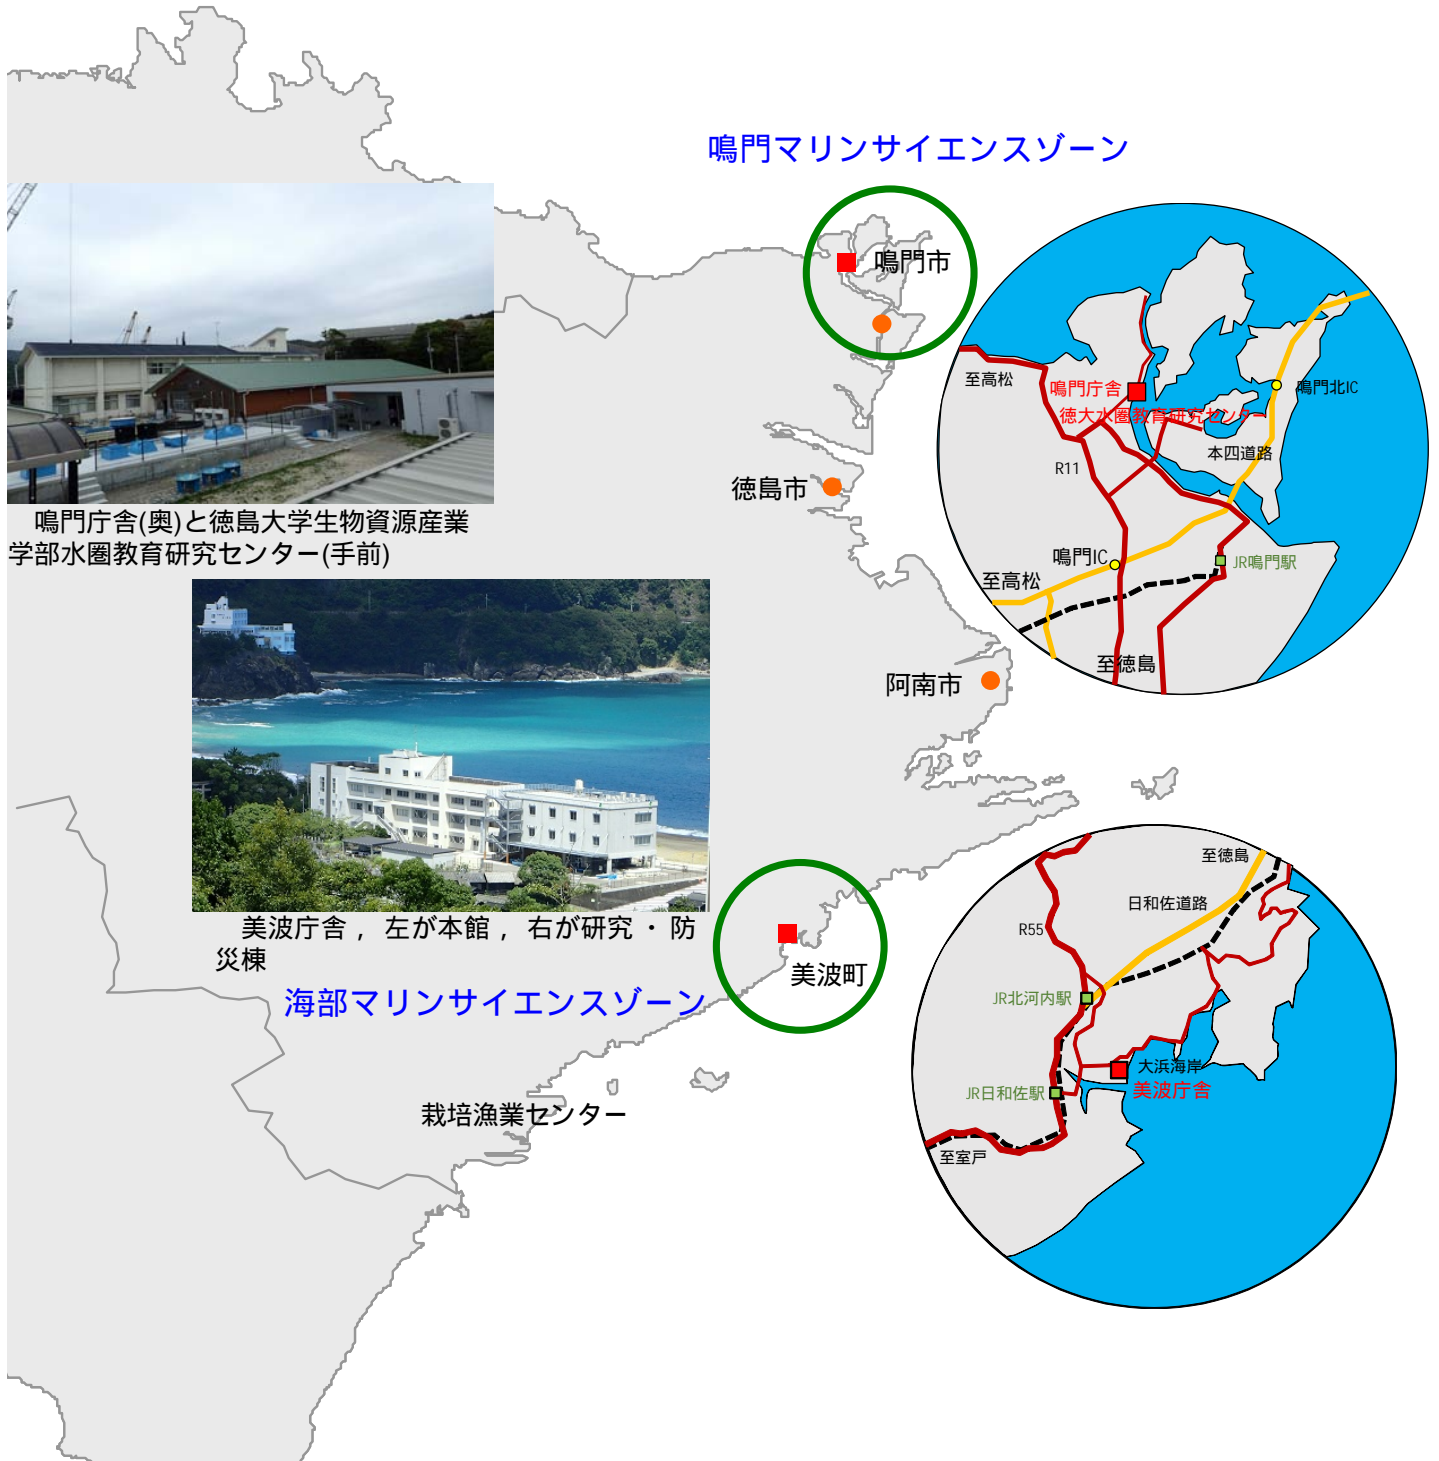 鳴門マリンサイエンスゾーン
鳴門市
鳴門庁舎(奥)と徳島大学生物資源産業
学部水圏教育研究センター(手前)
徳島市
阿南市
美波庁舎，左が本館，右が研究・防
災棟
美波町
海部マリンサイエンスゾーン
栽培漁業センター
至高松
鳴門庁舎
徳大水圏教育研究センター
鳴門北IC
本四道路
R11
鳴門IC
JR鳴門駅
至高松
至徳島
至徳島
日和佐道路
R55
JR北河内駅
大浜海岸
美波庁舎
JR日和佐駅
至室戸